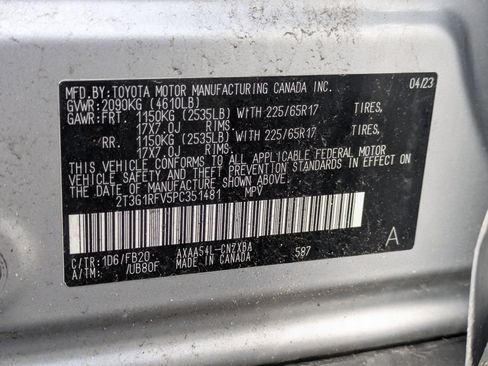 MFD.BY:TOYOTA MOTOR MANUFACTURING CANADA INC. 04/23
GVWR:2090KG (4610LB)
GAWR:FRT. 1150KG (2535LB) WITH 225/65R17 TIRES,
17X7.0J RIMS.
RR. 1150KG (2535LB) WITH 225/65R17 TIRES,
17X7.0J RIMS.
THIS VEHICLE CONFORMS TO ALL APPLICABLE FEDERAL MOTOR
VEHICLE SAFETY AND THEFT PREVENTION STANDARDS IN EFFECT ON
THE DATE OF MANUFACTURE SHOWN ABOVE.
2T3G1RFV5PC351481 MPV
C/TR:1D6/FB20 AXAA54L-CNZXBA 587 A
A/TM: /UB80F MADE IN CANADA